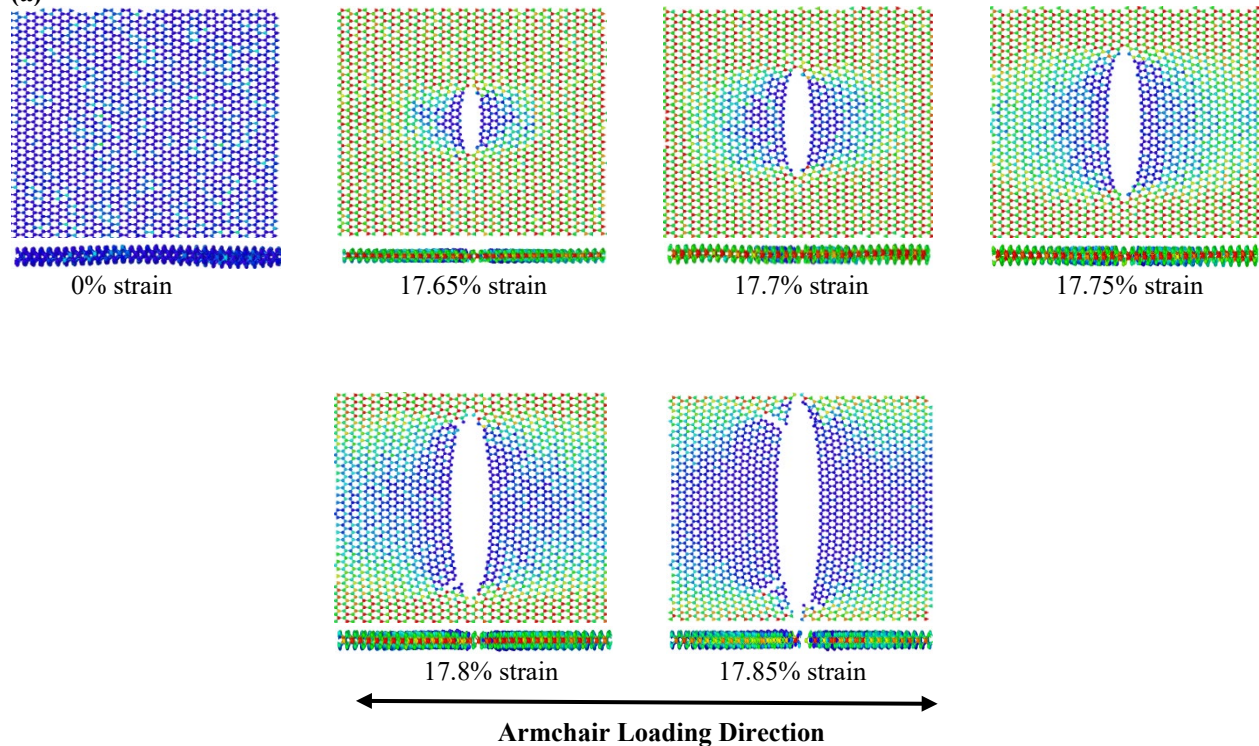 (a)
0% strain
17.65% strain
17.7% strain
17.75% strain
17.8% strain
17.85% strain
Armchair Loading Direction